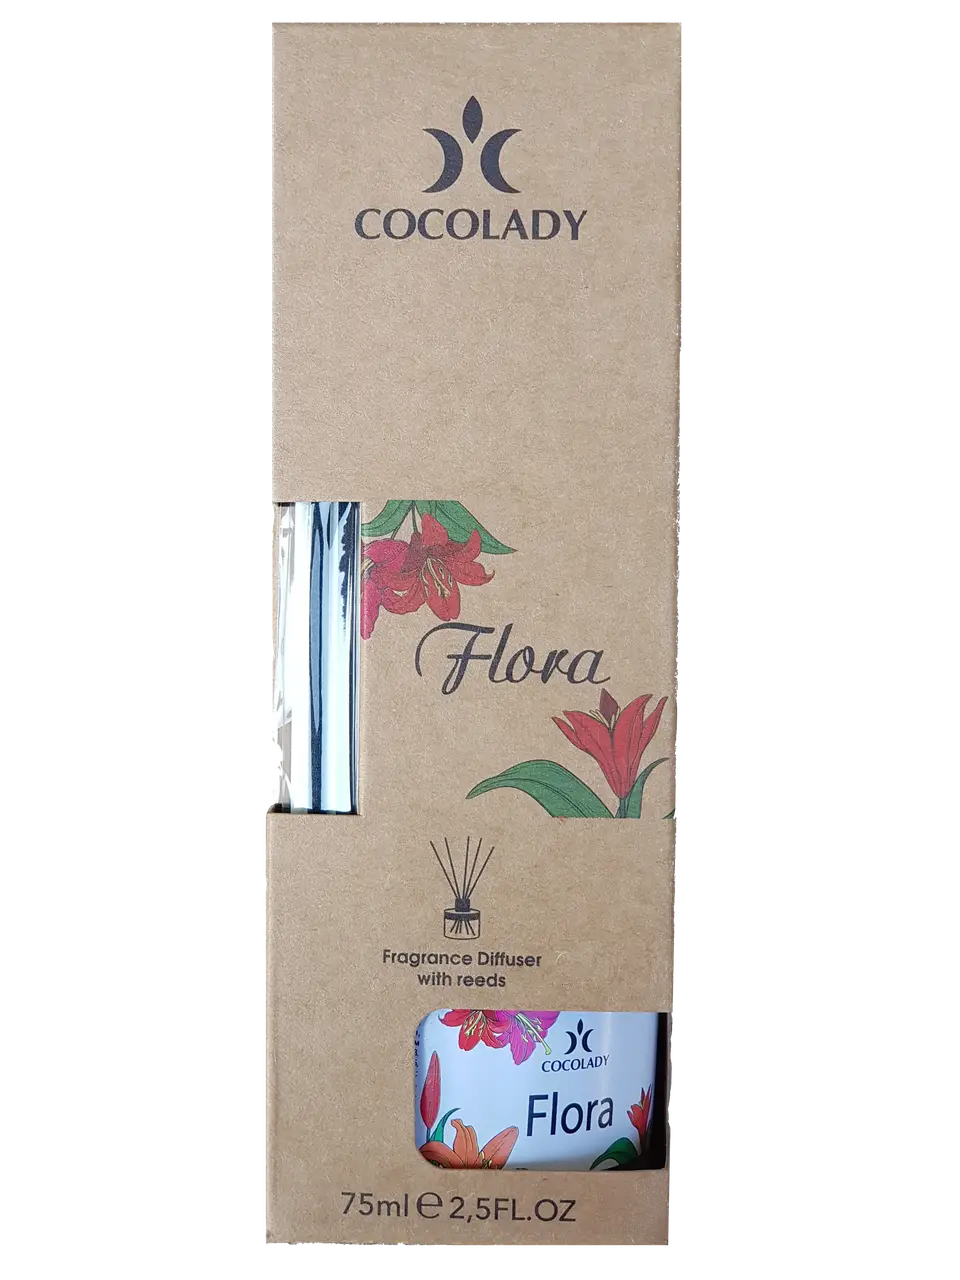 COCOLADY
Flora
Fragrance Diffuser
with reeds
COCOLADY
Flora
75ml ℮ 2,5FL.OZ